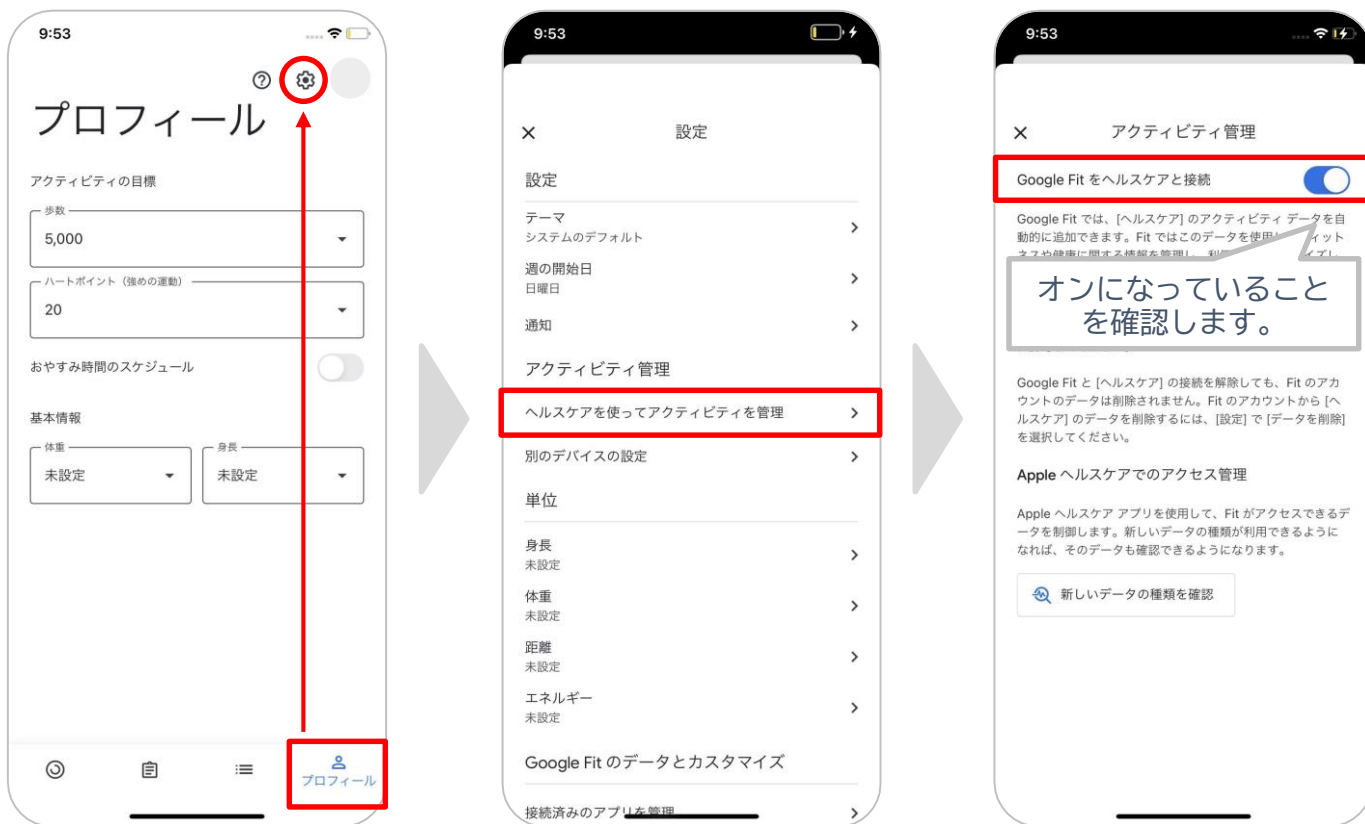 9:53
プロフィール
アクティビティの目標
歩数
5,000
ハートポイント（強めの運動）
20
おやすみ時間のスケジュール
基本情報
体重
未設定
身長
未設定
プロフィール
9:53
設定
設定
テーマ
システムのデフォルト
週の開始日
日曜日
通知
アクティビティ管理
ヘルスケアを使ってアクティビティを管理
別のデバイスの設定
単位
身長
未設定
体重
未設定
距離
未設定
エネルギー
未設定
Google Fit のデータとカスタマイズ
接続済みのアプリを管理
9:53
アクティビティ管理
Google Fit をヘルスケアと接続
Google Fit では、[ヘルスケア] のアクティビティ データを自
動的に追加できます。Fit ではこのデータを使用
ィット
ネスや健康に関する情報を管理し、利
イズし
オンになっていること
を確認します。
Google Fit と [ヘルスケア] の接続を解除しても、Fit のアカ
ウントのデータは削除されません。Fit のアカウントから [ヘ
ルスケア] のデータを削除するには、[設定] で [データを削除]
を選択してください。
Apple ヘルスケアでのアクセス管理
Apple ヘルスケア アプリを使用して、Fit がアクセスできるデ
ータを制御します。新しいデータの種類が利用できるように
なれば、そのデータも確認できるようになります。
新しいデータの種類を確認